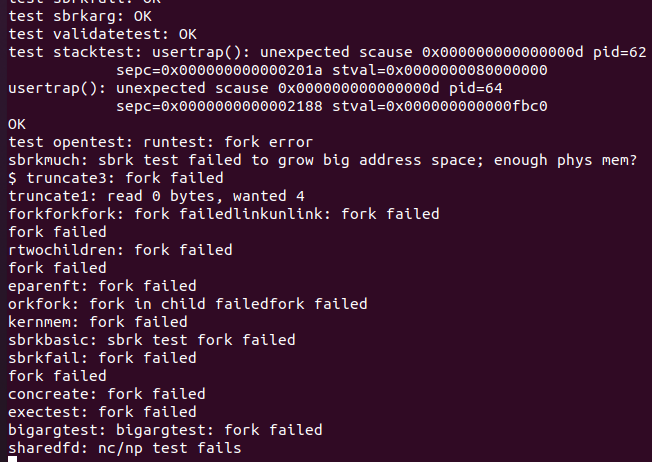 test sbrkfull: OK
test sbrkarg: OK
test validatetest: OK
test stacktest: usertrap(): unexpected scause 0x000000000000000d pid=62
sepc=0x000000000000201a stval=0x0000000080000000
usertrap(): unexpected scause 0x000000000000000d pid=64
sepc=0x0000000000002188 stval=0x000000000000fbc0
OK
test opentest: runtest: fork error
sbrkmuch: sbrk test failed to grow big address space; enough phys mem?
$ truncate3: fork failed
truncate1: read 0 bytes, wanted 4
forkforkfork: fork failedlinkunlink: fork failed
fork failed
rtwochildren: fork failed
fork failed
eparenft: fork failed
orkfork: fork in child failedfork failed
kernmem: fork failed
sbrkbasic: sbrk test fork failed
sbrkfail: fork failed
fork failed
concreate: fork failed
exectest: fork failed
bigargtest: bigargtest: fork failed
sharedfd: nc/np test fails